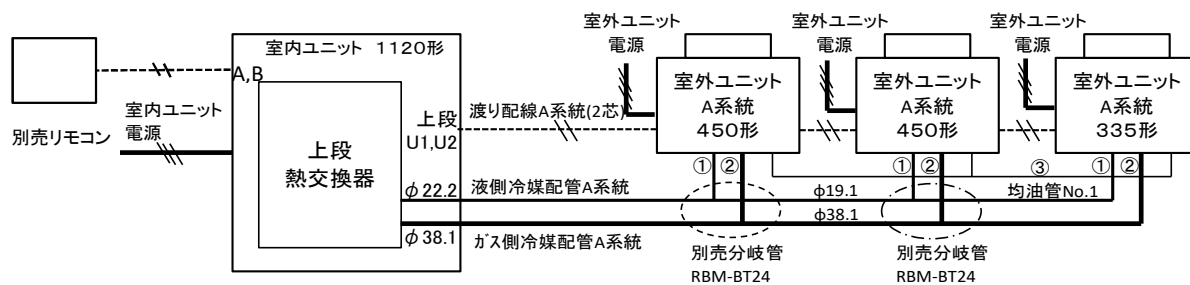 室内ユニット 1120形
A,B
別売リモコン
室内ユニット
電源
上段
熱交換器
上段
U1,U2
φ22.2
φ38.1
渡り配線A系統(2芯)
液側冷媒配管A系統
ガス側冷媒配管A系統
室外ユニット
電源
室外ユニット
A系統
450形
① ②
室外ユニット
電源
室外ユニット
A系統
450形
① ②
室外ユニット
電源
室外ユニット
A系統
335形
③ ① ②
φ19.1
φ38.1
均油管No.1
別売分岐管
RBM-BT24
別売分岐管
RBM-BT24